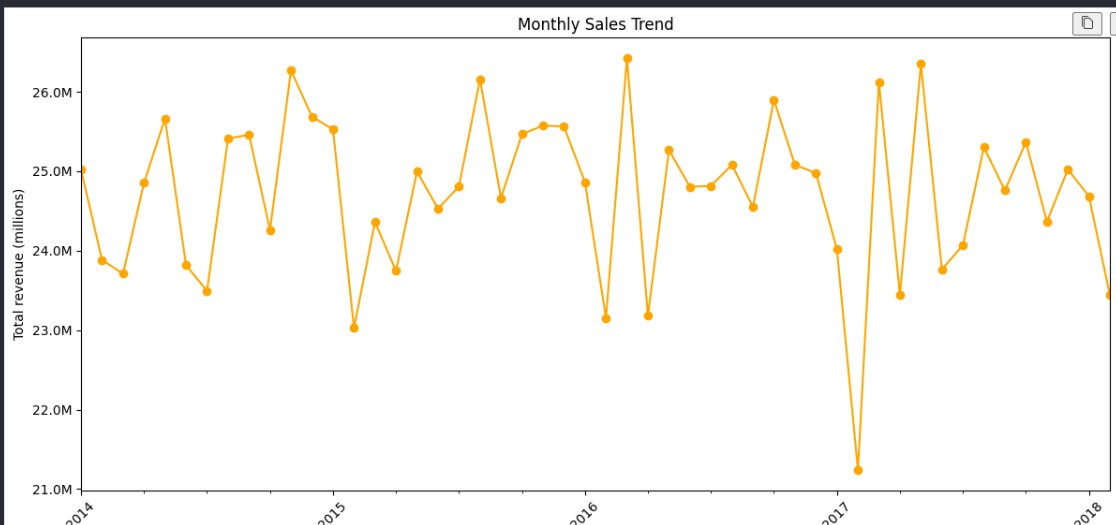 Monthly Sales Trend
Total revenue (millions)
26.0M
25.0M
24.0M
23.0M
22.0M
21.0M
2014
2015
2016
2017
2018